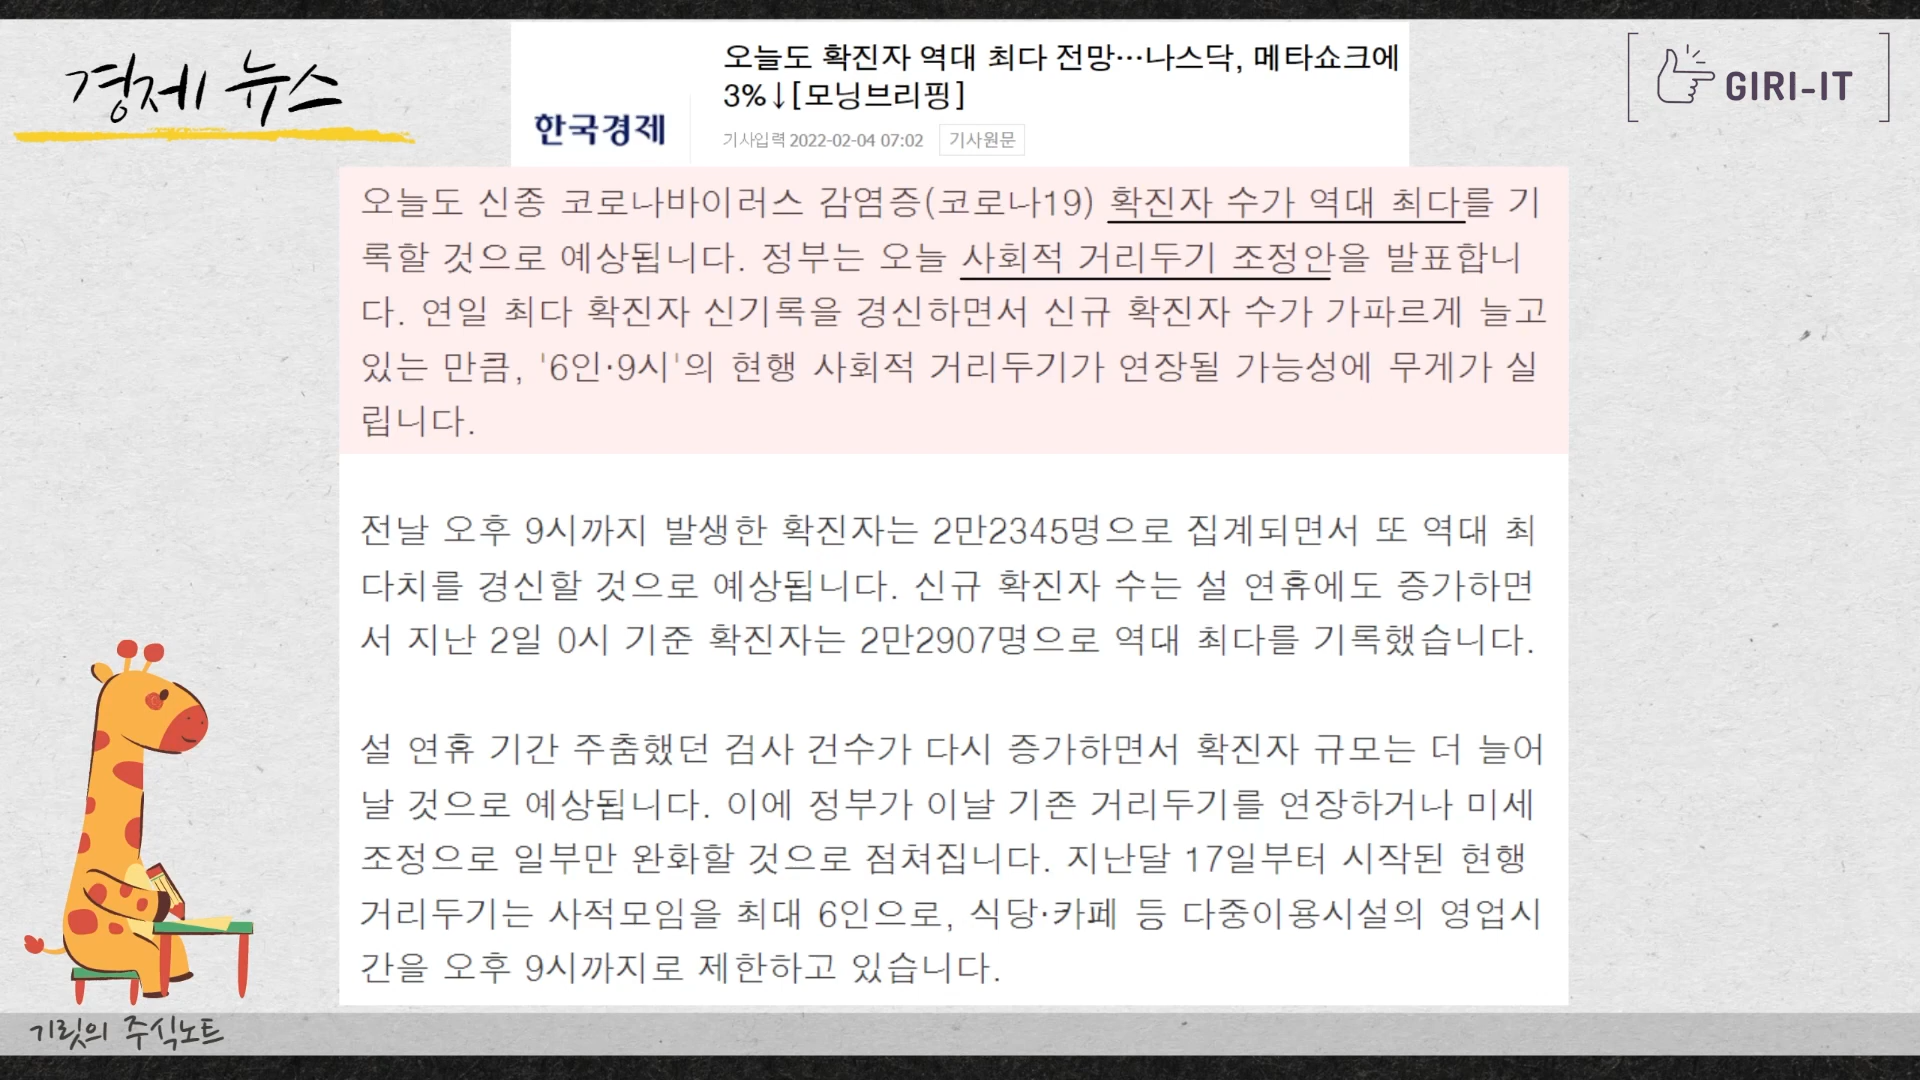 경제 뉴스
오늘도 확진자 역대 최다 전망…나스닥, 메타쇼크에
3%↓[모닝브리핑]
한국경제
기사입력 2022-02-04 07:02 기사원문
GIRI-IT
오늘도 신종 코로나바이러스 감염증(코로나19) 확진자 수가 역대 최다를 기
록할 것으로 예상됩니다. 정부는 오늘 사회적 거리두기 조정안을 발표합니
다. 연일 최다 확진자 신기록을 경신하면서 신규 확진자 수가 가파르게 늘고
있는 만큼, '6인·9시'의 현행 사회적 거리두기가 연장될 가능성에 무게가 실
립니다.
전날 오후 9시까지 발생한 확진자는 2만2345명으로 집계되면서 또 역대 최
다치를 경신할 것으로 예상됩니다. 신규 확진자 수는 설 연휴에도 증가하면
서 지난 2일 0시 기준 확진자는 2만2907명으로 역대 최다를 기록했습니다.
설 연휴 기간 주춤했던 검사 건수가 다시 증가하면서 확진자 규모는 더 늘어
날 것으로 예상됩니다. 이에 정부가 이날 기존 거리두기를 연장하거나 미세
조정으로 일부만 완화할 것으로 점쳐집니다. 지난달 17일부터 시작된 현행
거리두기는 사적모임을 최대 6인으로, 식당·카페 등 다중이용시설의 영업시
간을 오후 9시까지로 제한하고 있습니다.
기릿의 주식노트